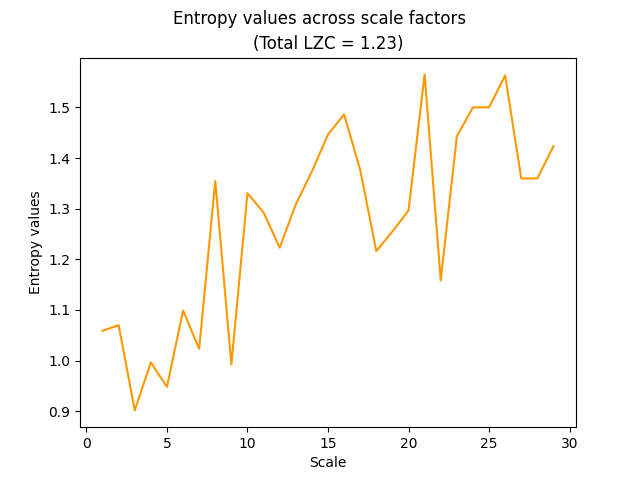 Entropy values across scale factors
(Total LZC = 1.23)
Entropy values
1.5
1.4
1.3
1.2
1.1
1.0
0.9
0 5 10 15 20 25 30
Scale